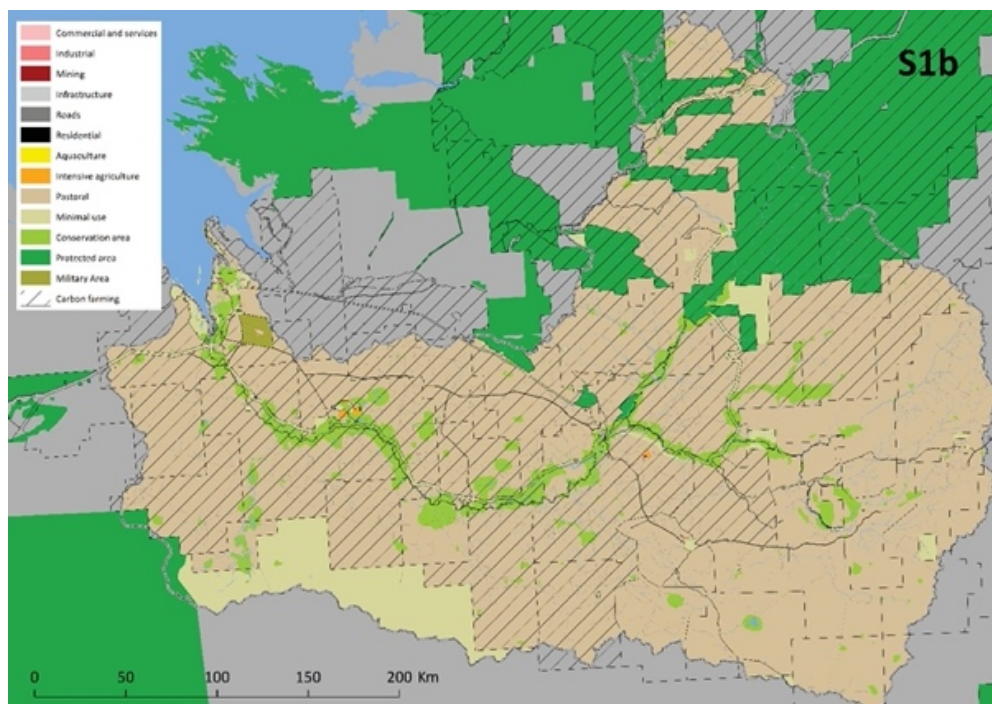 Commercial and services
Industrial
Mining
Infrastructure
Roads
Residential
Aquaculture
Intensive agriculture
Pastoral
Minimal use
Conservation area
Protected area
Military Area
Carbon farming
S1b
0 50 100 150 200 Km